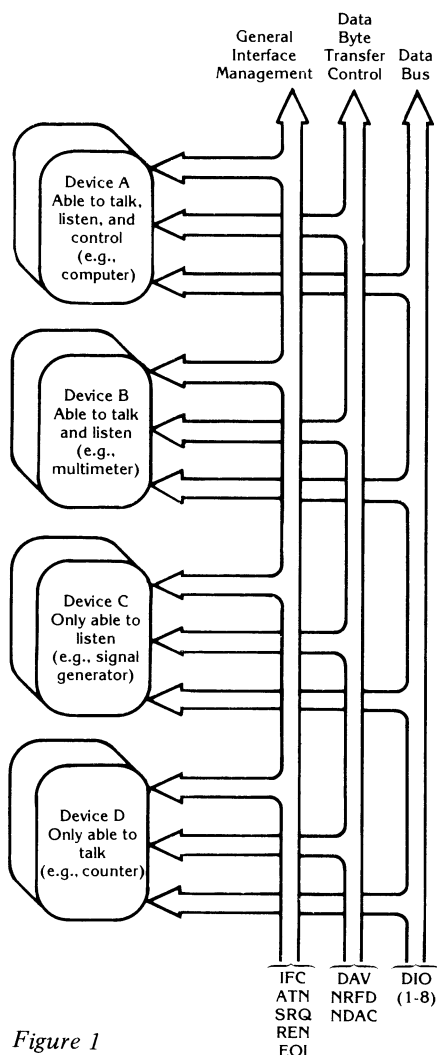 General
Interface
Management
Data
Byte
Transfer
Control
Data
Bus
Device A
Able to talk,
listen, and
control
(e.g.,
computer)
Device B
Able to talk
and listen
(e.g.,
multimeter)
Device C
Only able to
listen
(e.g., signal
generator)
Device D
Only able to
talk
(e.g., counter)
IFC
ATN
SRQ
REN
EOI
DAV
NRFD
NDAC
DIO
(1-8)
Figure 1